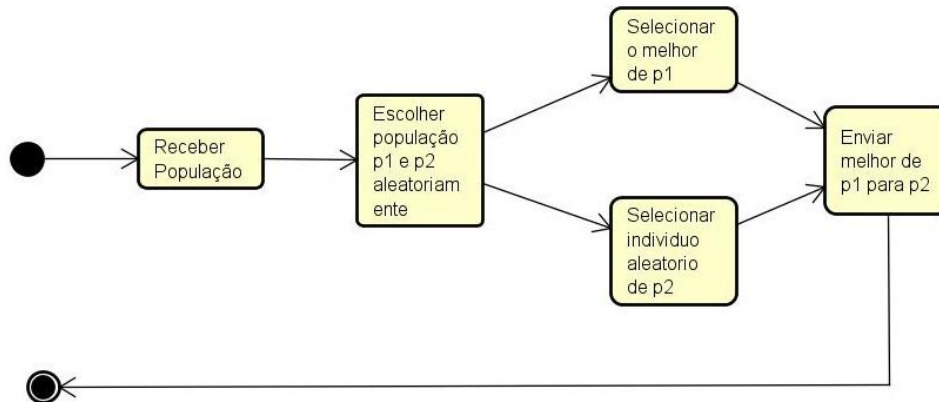 Receber
População
Escolher
população
p1 e p2
aleatoriam
ente
Selecionar
o melhor
de p1
Selecionar
individuo
aleatorio
de p2
Enviar
melhor de
p1 para p2